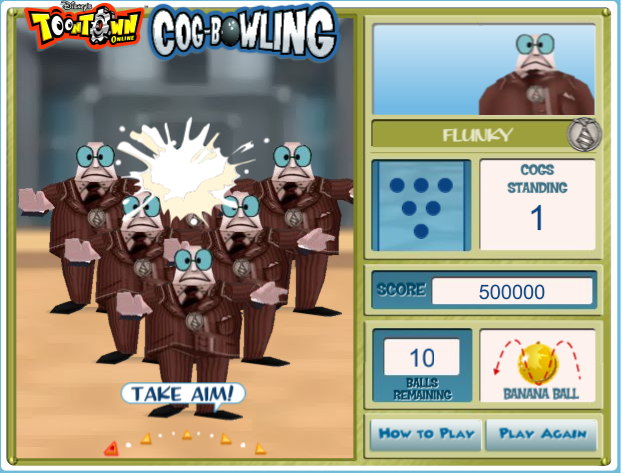 Disney's
TOONTOWN
ONLINE
COG-BOWLING
FLUNKY
COGS
STANDING
1
SCORE 500000
10
BALLS
REMAINING
BANANA BALL
TAKE AIM!
HOW TO PLAY
PLAY AGAIN